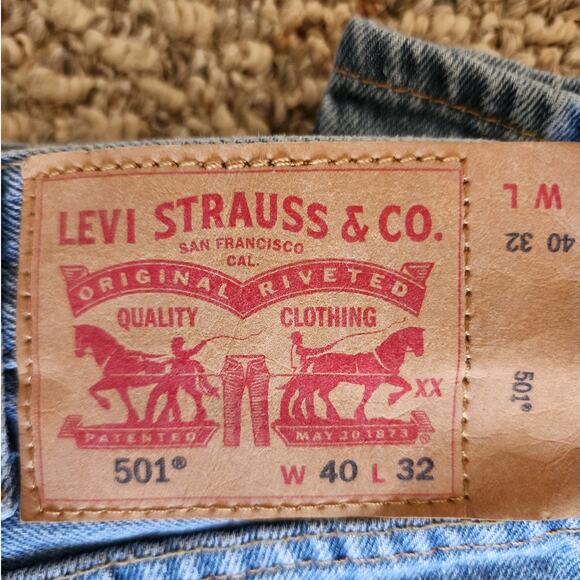 LEVI STRAUSS & CO.
SAN FRANCISCO
CAL.
ORIGINAL RIVETED
QUALITY CLOTHING
XX
PATENTED MAY 20 1873 ®
501® W 40 L 32
W L
40 32
501®